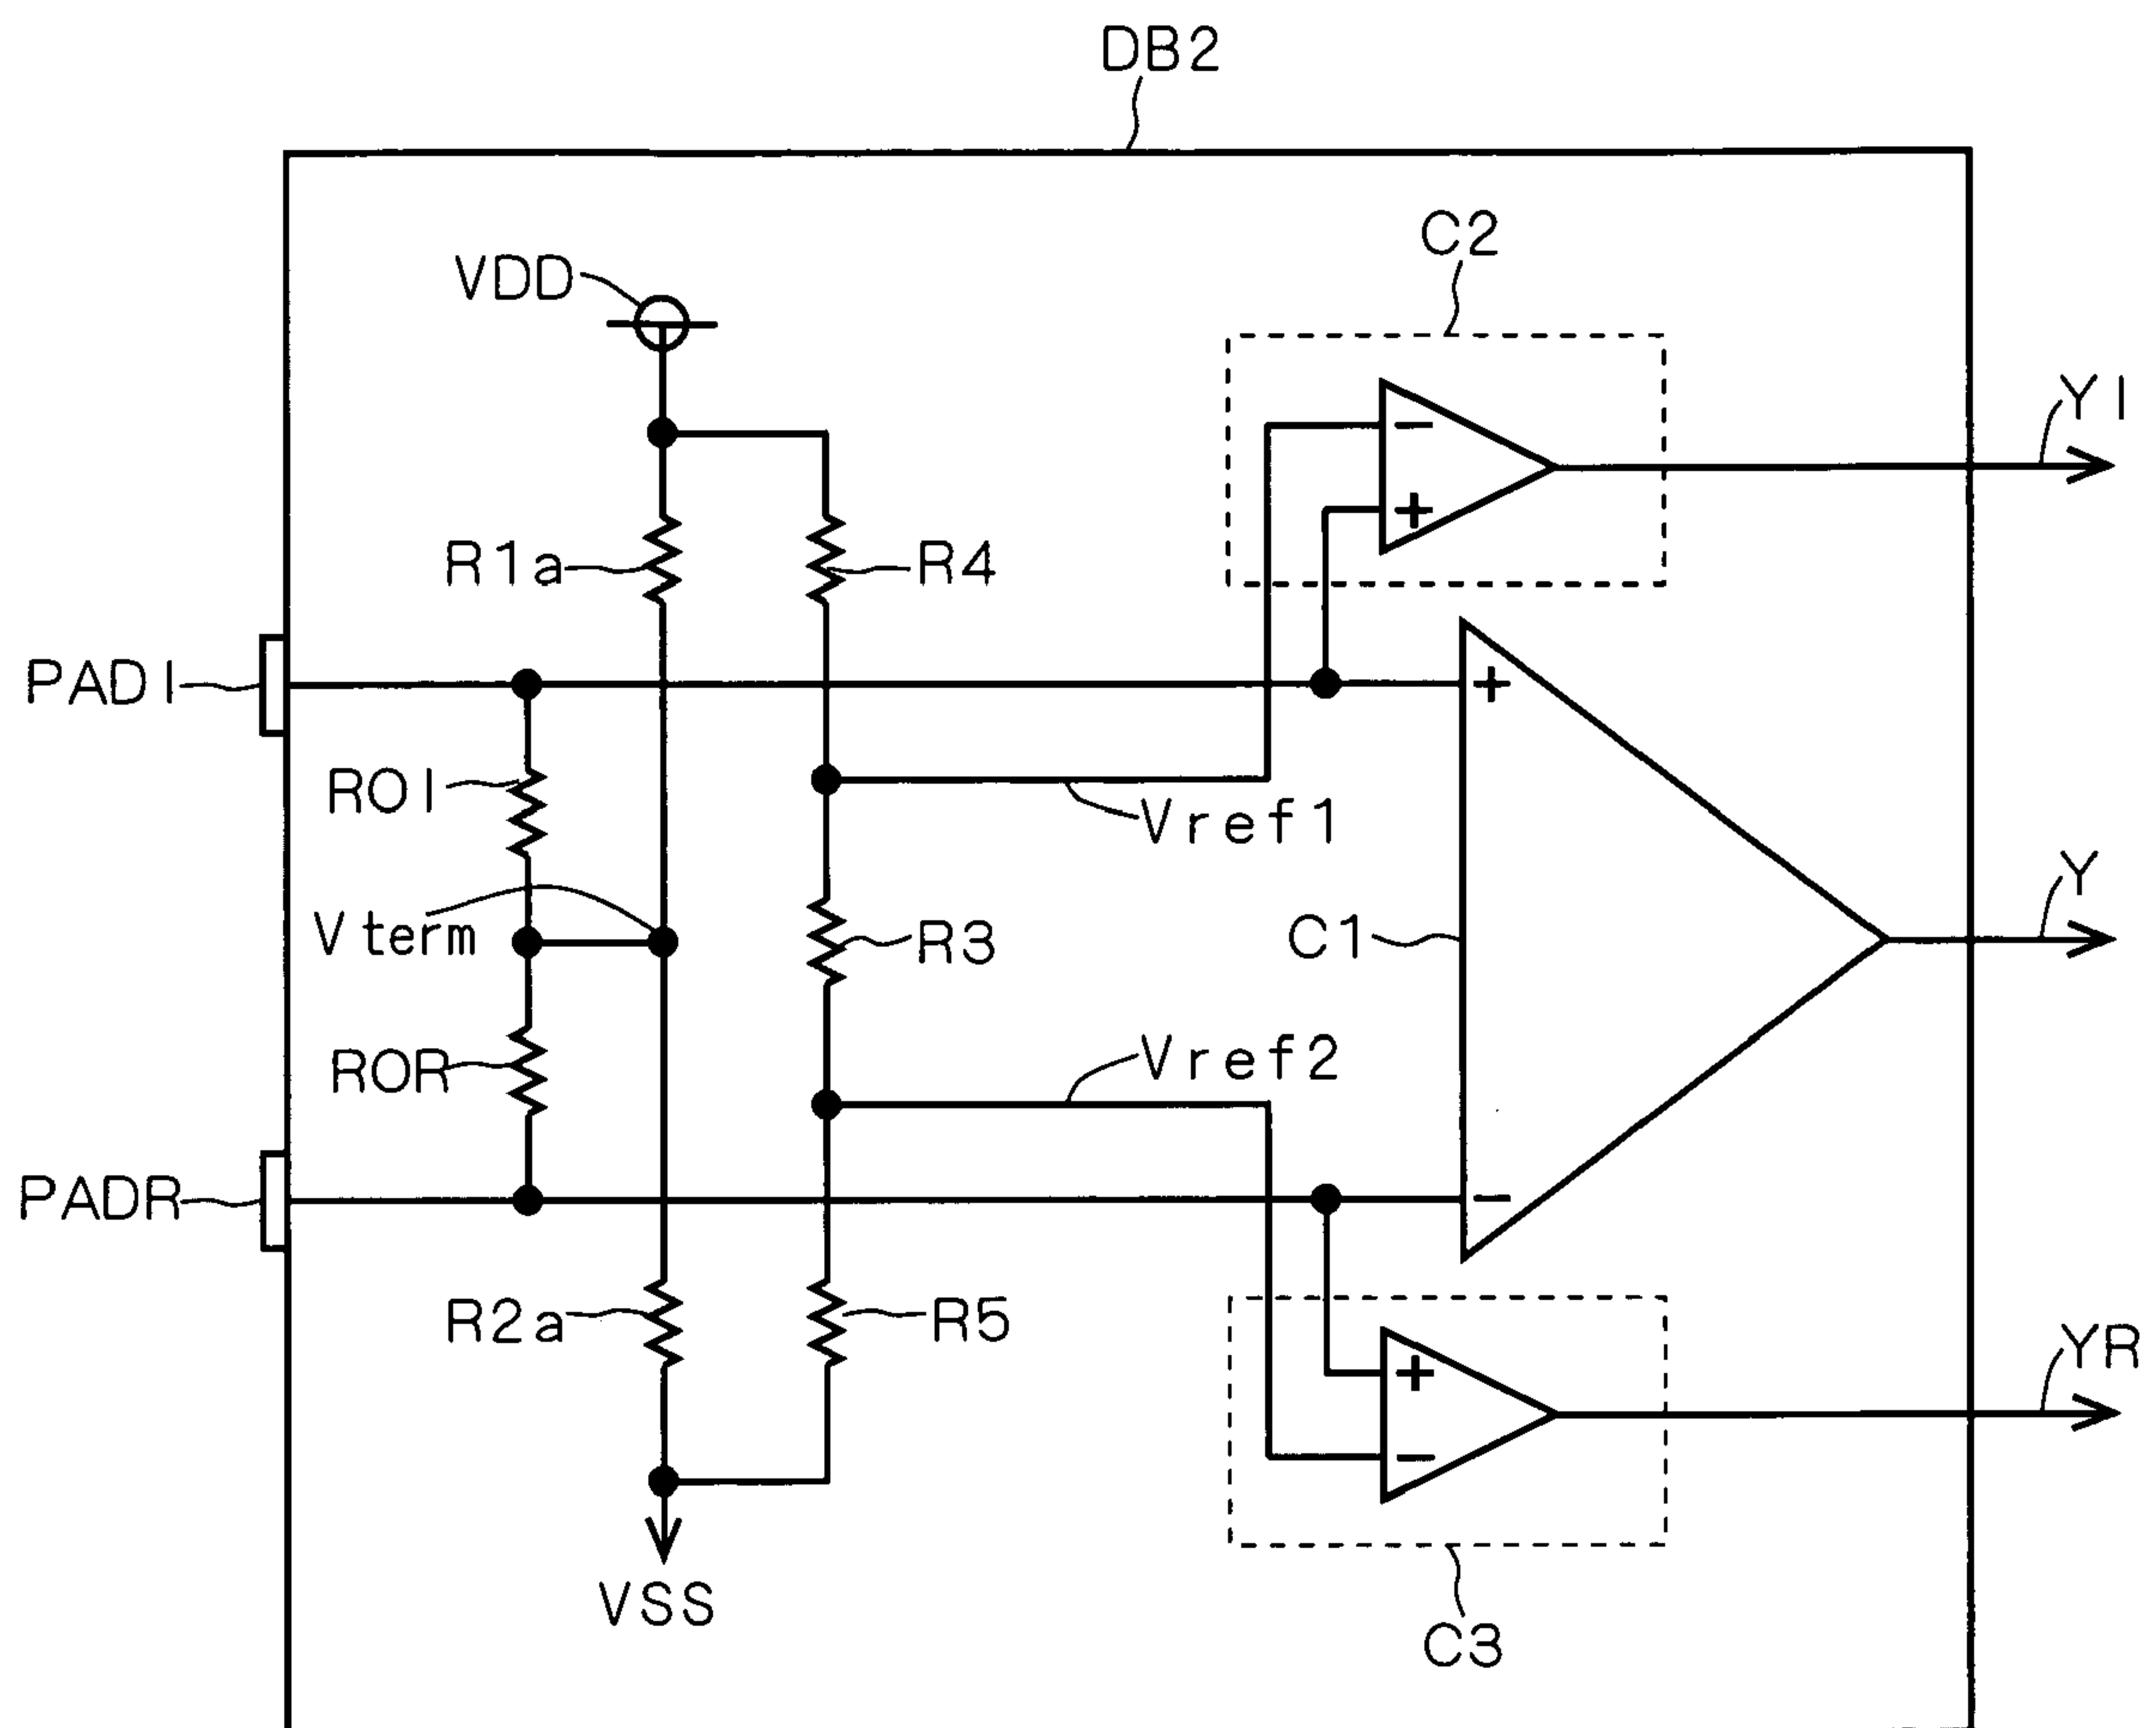 DB2
C2
VDD
YI
R1a
R4
PADI
+
−
+
ROI
Vref1
Y
Vterm
R3
C1
Vref2
ROR
PADR
−
R2a
R5
YR
+
−
VSS
C3